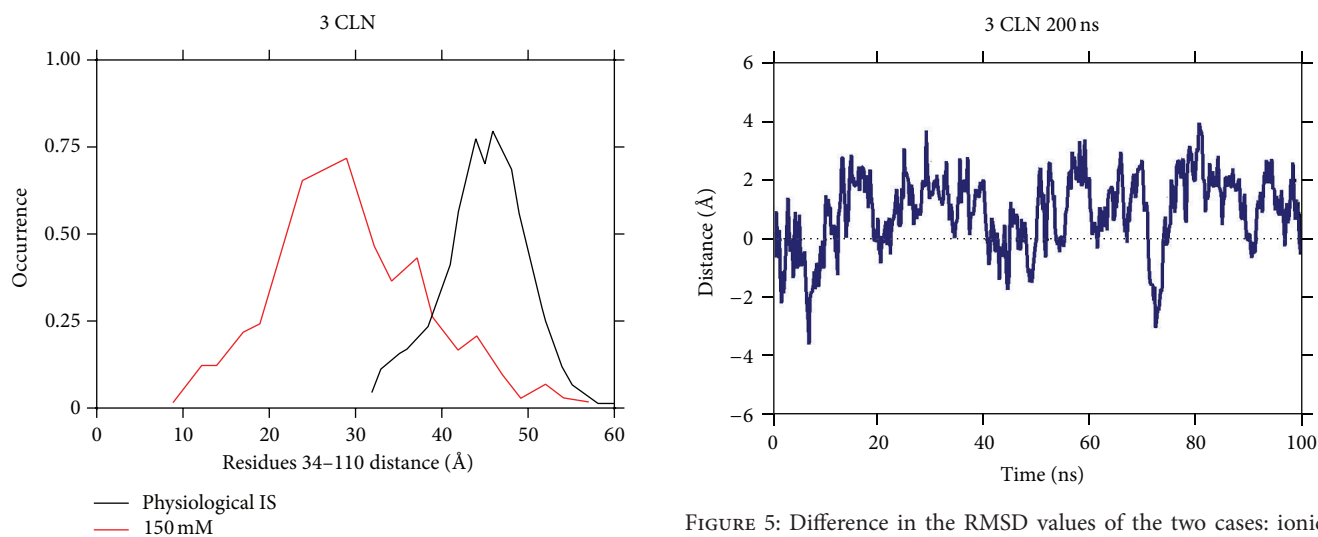 3 CLN
1.00
0.75
0.50
0.25
0
Occurrence
0 10 20 30 40 50 60
Residues 34–110 distance (Å)
Physiological IS
150 mM
3 CLN 200 ns
6
4
2
0
−2
−4
−6
Distance (Å)
0 20 40 60 80 100
Time (ns)
Figure 5: Difference in the RMSD values of the two cases: ionic